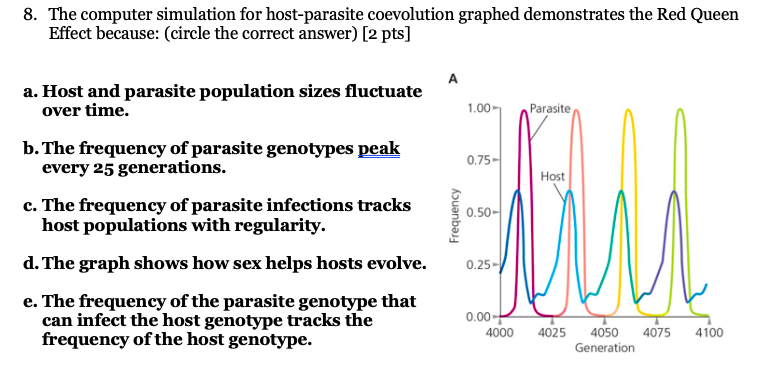 8. The computer simulation for host-parasite coevolution graphed demonstrates the Red Queen
Effect because: (circle the correct answer) [2 pts]
a. Host and parasite population sizes fluctuate
over time.
b. The frequency of parasite genotypes peak
every 25 generations.
c. The frequency of parasite infections tracks
host populations with regularity.
d. The graph shows how sex helps hosts evolve.
e. The frequency of the parasite genotype that
can infect the host genotype tracks the
frequency of the host genotype.
A
1.00
Parasite
0.75
Host
0.50
Frequency
0.25
0.00
4000 4025 4050 4075 4100
Generation